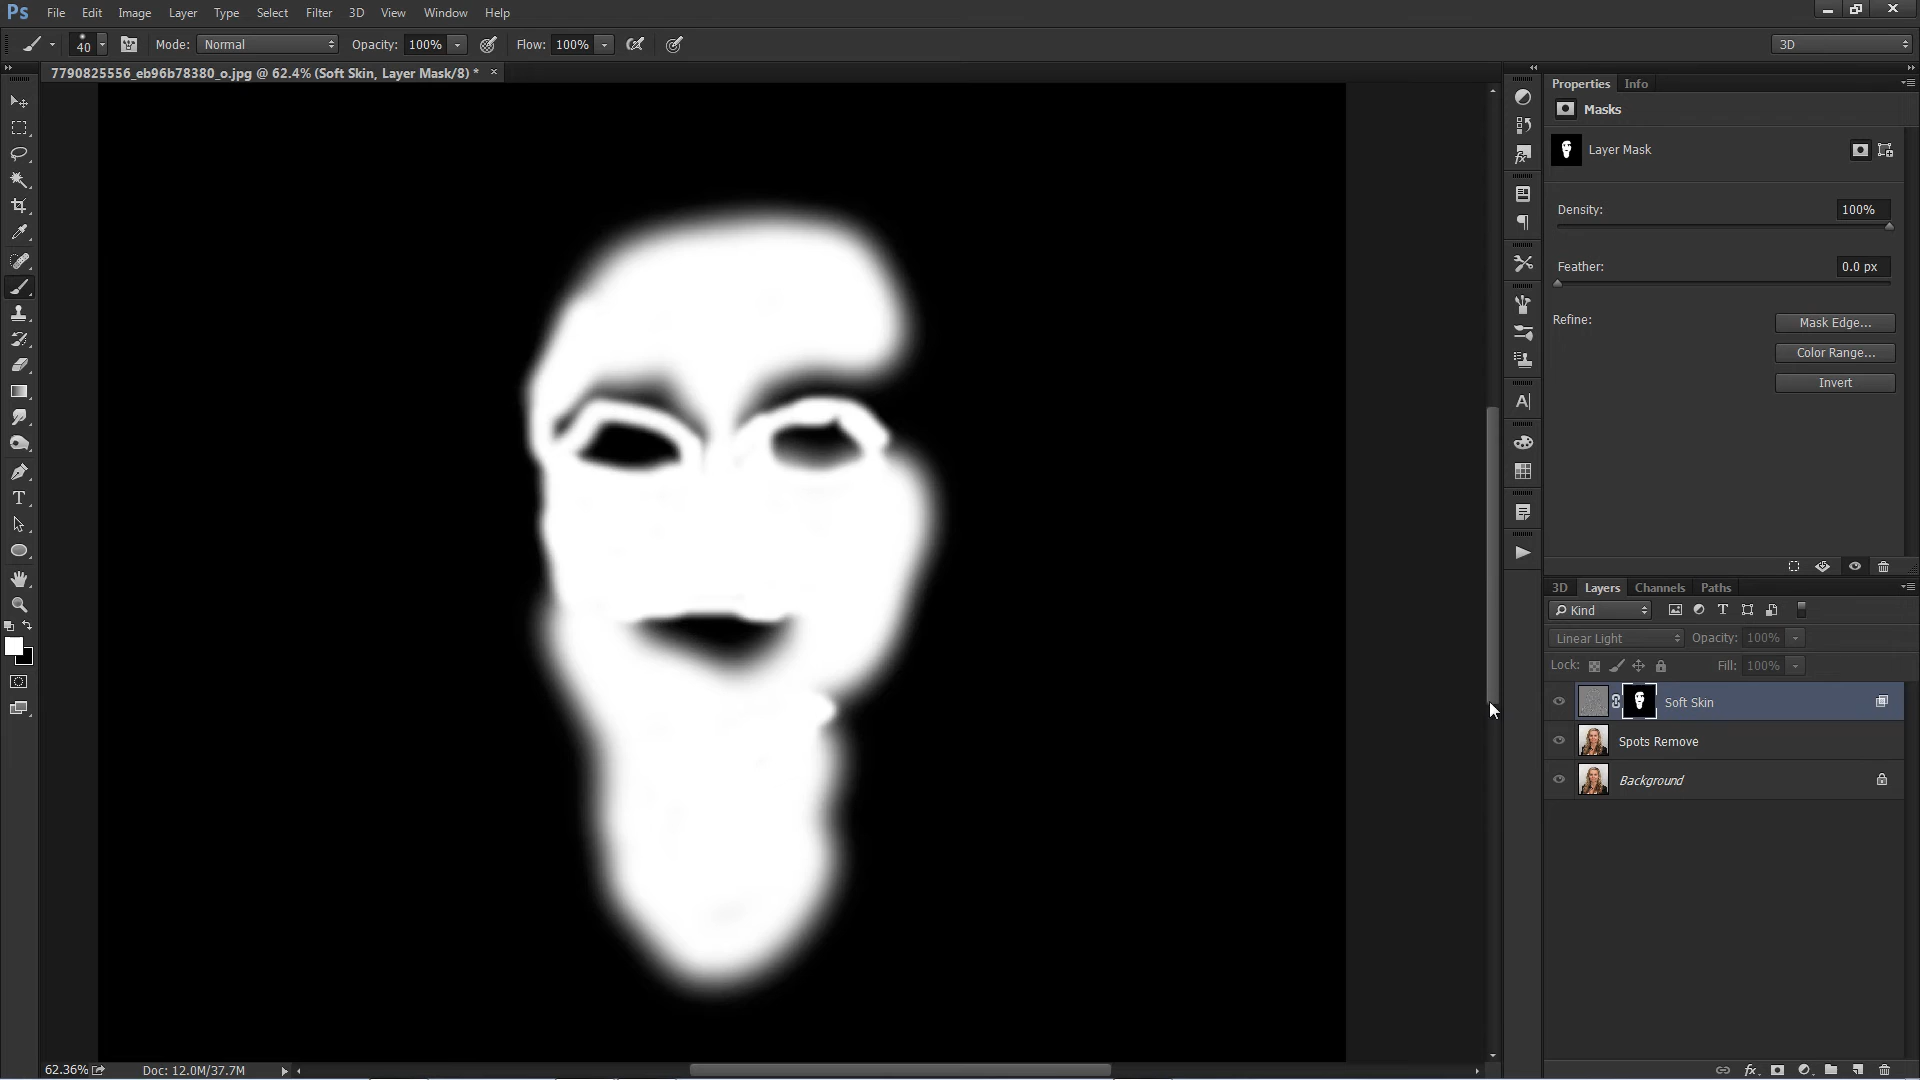 Ps File Edit Image Layer Type Select Filter 3D View Window Help
40 Mode: Normal Opacity: 100% Flow: 100% 3D
7790825556_eb96b78380_o.jpg @ 62.4% (Soft Skin, Layer Mask/8) * ×
Properties Info
Masks
Layer Mask
Density: 100%
Feather: 0.0 px
Refine: Mask Edge...
Color Range...
Invert
3D Layers Channels Paths
Kind
Linear Light Opacity: 100%
Lock: Fill: 100%
Soft Skin
Spots Remove
Background
62.36% Doc: 12.0M/37.7M